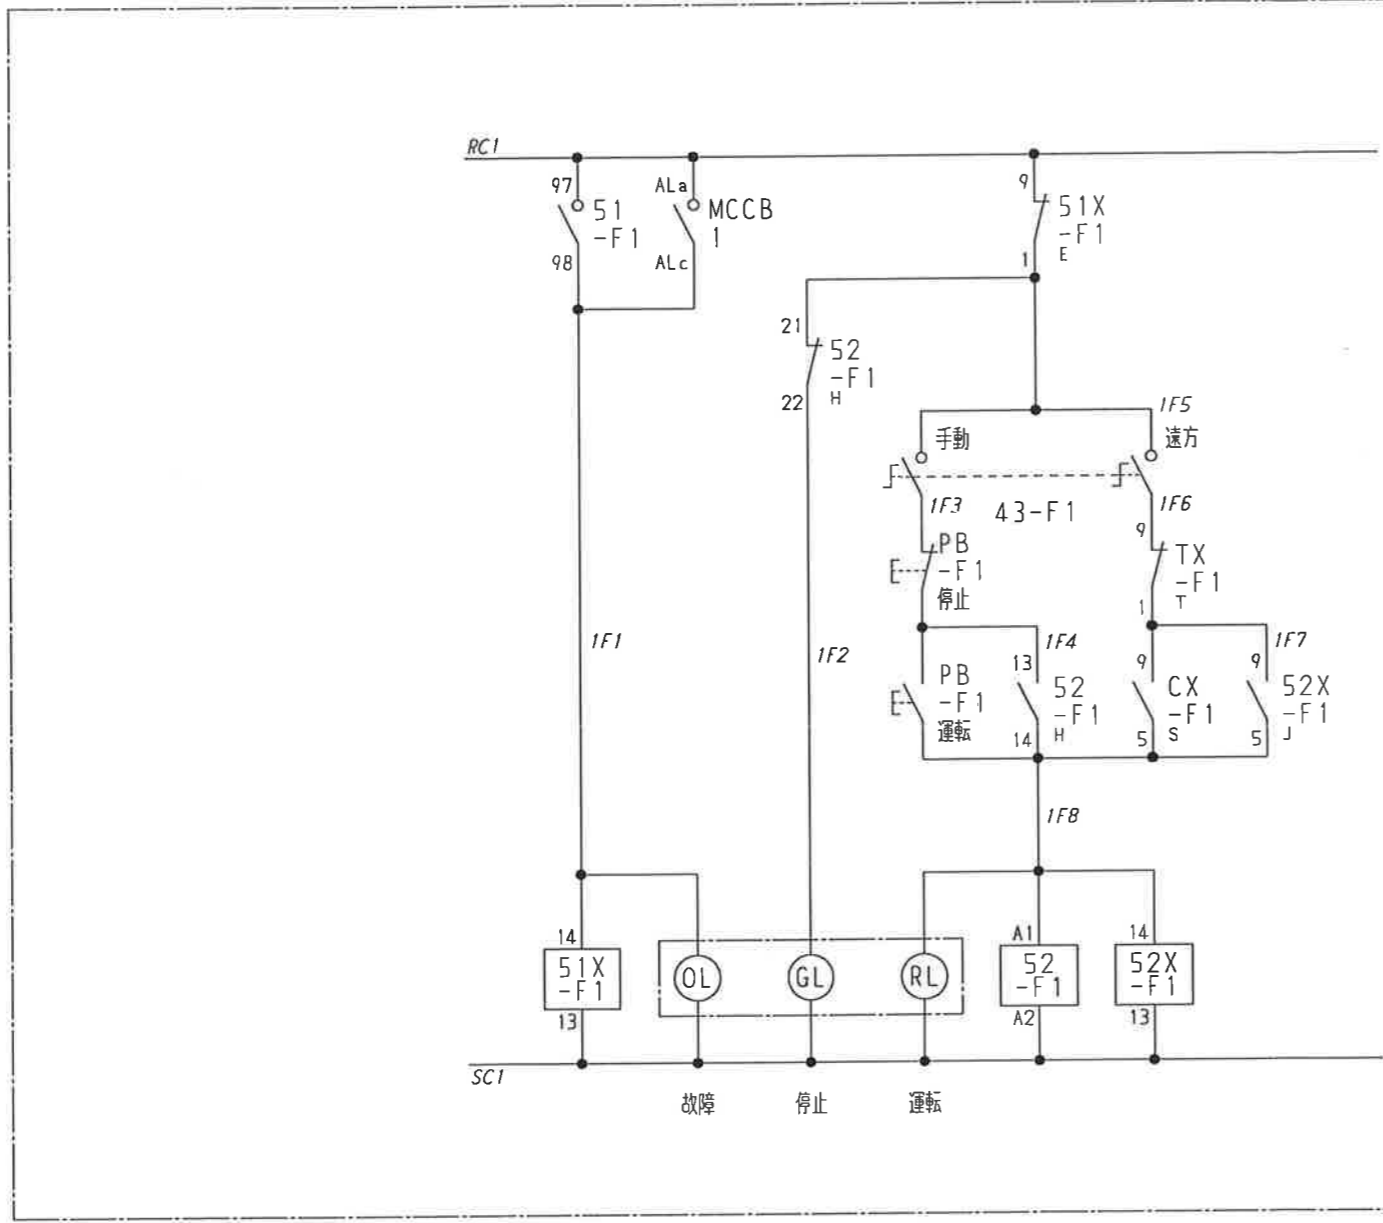 RC1
97
51
-F1
98
ALa
MCCB
1
ALc
9
51X
-F1
1
E
21
52
-F1
22
H
1F5
手動
遠方
1F3
43-F1
1F6
PB
-F1
停止
9
TX
-F1
1
T
1F1
1F2
1F4
1F7
PB
-F1
運転
13
52
-F1
14
H
9
CX
-F1
5
S
9
52X
-F1
5
J
1F8
14
51X
-F1
13
OL
GL
RL
A1
52
-F1
A2
14
52X
-F1
13
SC1
故障
停止
運転